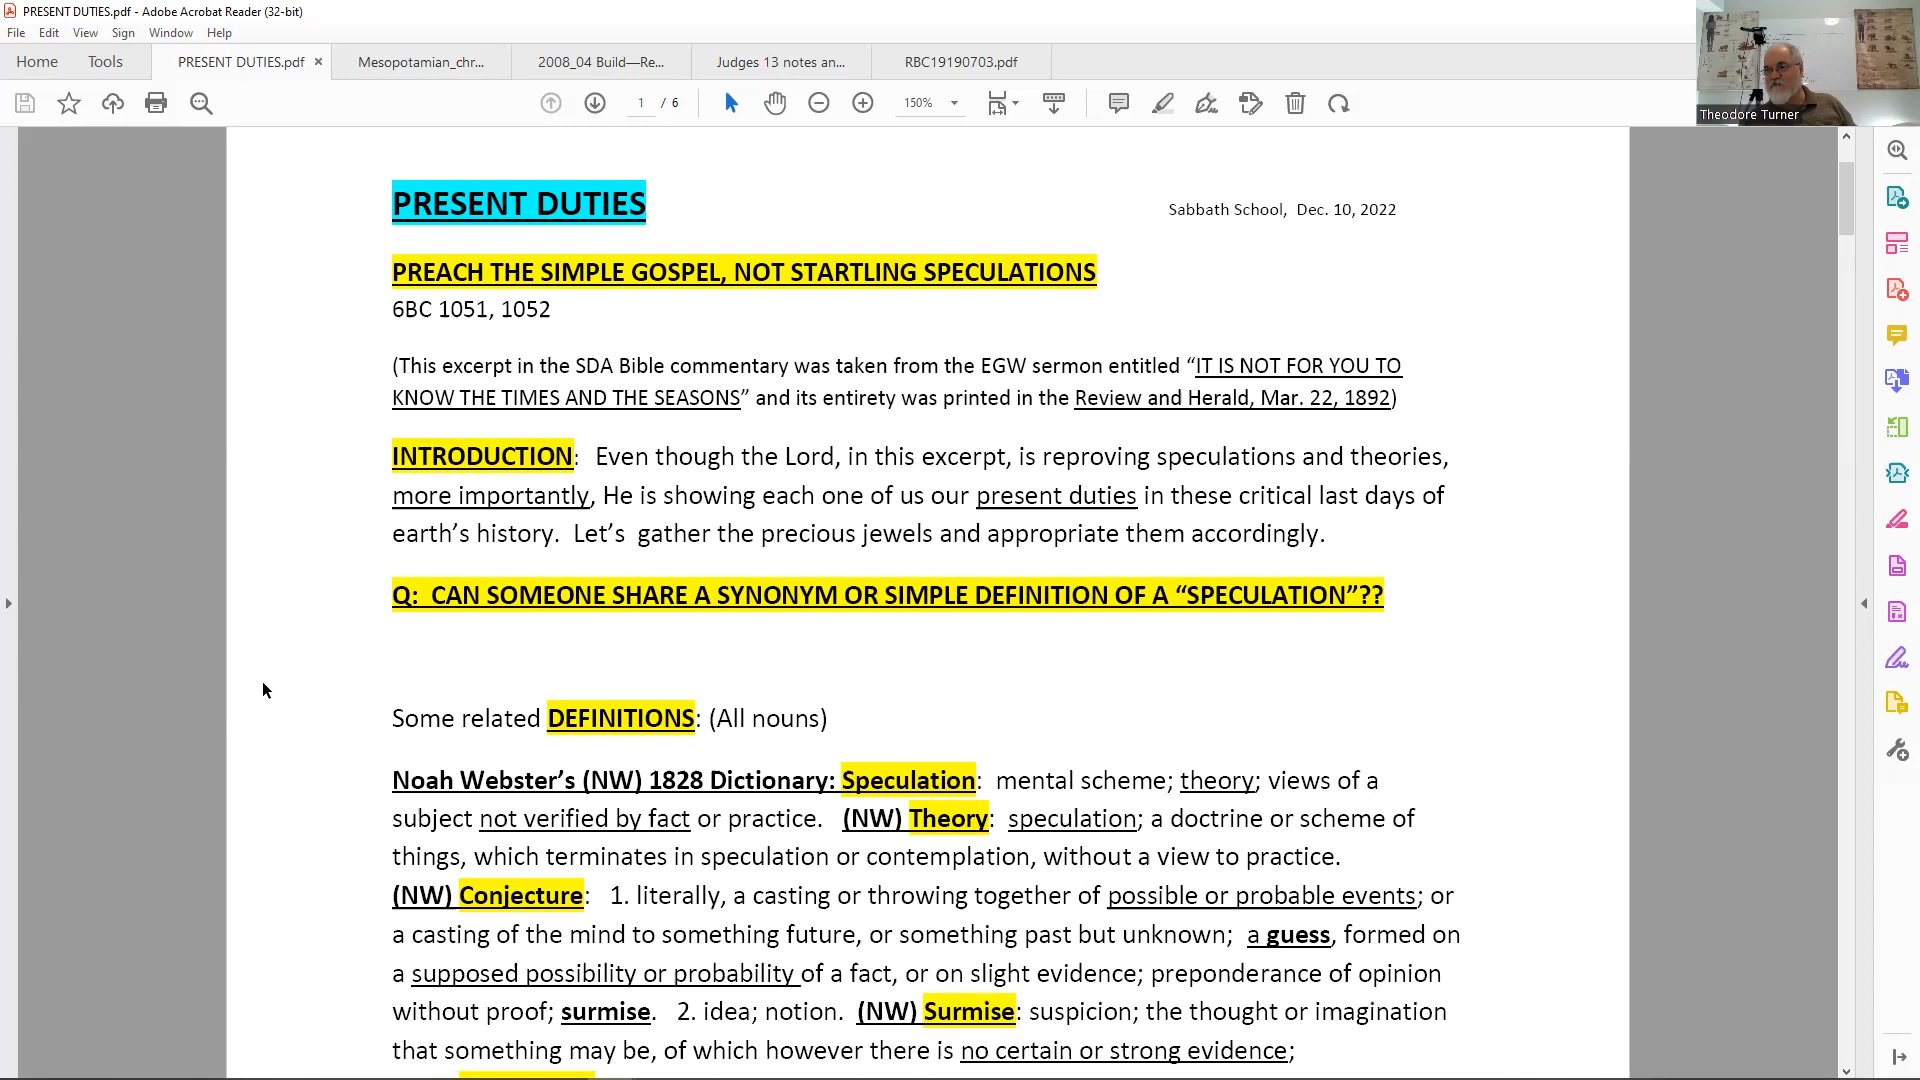 PRESENT DUTIES.pdf - Adobe Acrobat Reader (32-bit)
File Edit View Sign Window Help
Home Tools PRESENT DUTIES.pdf × Mesopotamian_chr... 2008_04 Build—Re... Judges 13 notes an... RBC19190703.pdf
1 / 6 150%
Theodore Turner
PRESENT DUTIES
Sabbath School, Dec. 10, 2022
PREACH THE SIMPLE GOSPEL, NOT STARTLING SPECULATIONS
6BC 1051, 1052
(This excerpt in the SDA Bible commentary was taken from the EGW sermon entitled “IT IS NOT FOR YOU TO
KNOW THE TIMES AND THE SEASONS” and its entirety was printed in the Review and Herald, Mar. 22, 1892)
INTRODUCTION: Even though the Lord, in this excerpt, is reproving speculations and theories,
more importantly, He is showing each one of us our present duties in these critical last days of
earth’s history. Let’s gather the precious jewels and appropriate them accordingly.
Q: CAN SOMEONE SHARE A SYNONYM OR SIMPLE DEFINITION OF A “SPECULATION”??
Some related DEFINITIONS: (All nouns)
Noah Webster’s (NW) 1828 Dictionary: Speculation: mental scheme; theory; views of a
subject not verified by fact or practice. (NW) Theory: speculation; a doctrine or scheme of
things, which terminates in speculation or contemplation, without a view to practice.
(NW) Conjecture: 1. literally, a casting or throwing together of possible or probable events; or
a casting of the mind to something future, or something past but unknown; a guess, formed on
a supposed possibility or probability of a fact, or on slight evidence; preponderance of opinion
without proof; surmise. 2. idea; notion. (NW) Surmise: suspicion; the thought or imagination
that something may be, of which however there is no certain or strong evidence;